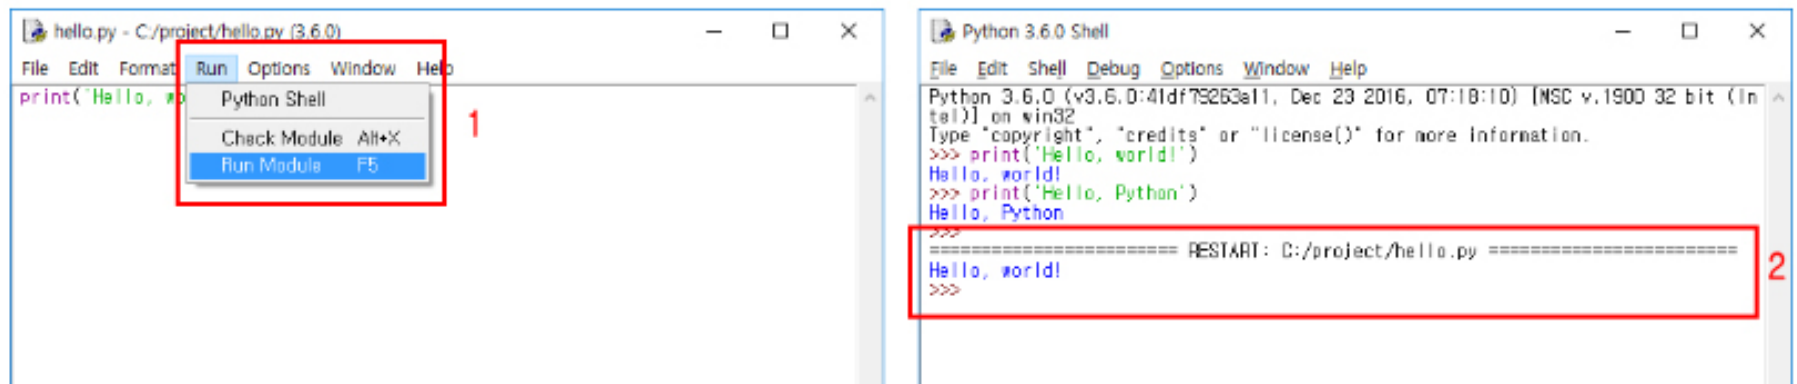 hello.py - C:/project/hello.py (3.6.0)
File Edit Format Run Options Window Help
print('Hello,
Python Shell
Check Module Alt+X
Run Module F5
1
Python 3.6.0 Shell
File Edit Shell Debug Options Window Help
Python 3.6.0 (v3.6.0:41df79263a11, Dec 23 2016, 07:18:10) [MSC v.1900 32 bit (In
tel)] on win32
Type "copyright", "credits" or "license()" for more information.
>>> print('Hello, world!')
Hello, world!
>>> print('Hello, Python')
Hello, Python
>>>
======================== RESTART: C:/project/hello.py ========================
Hello, world!
>>>
2